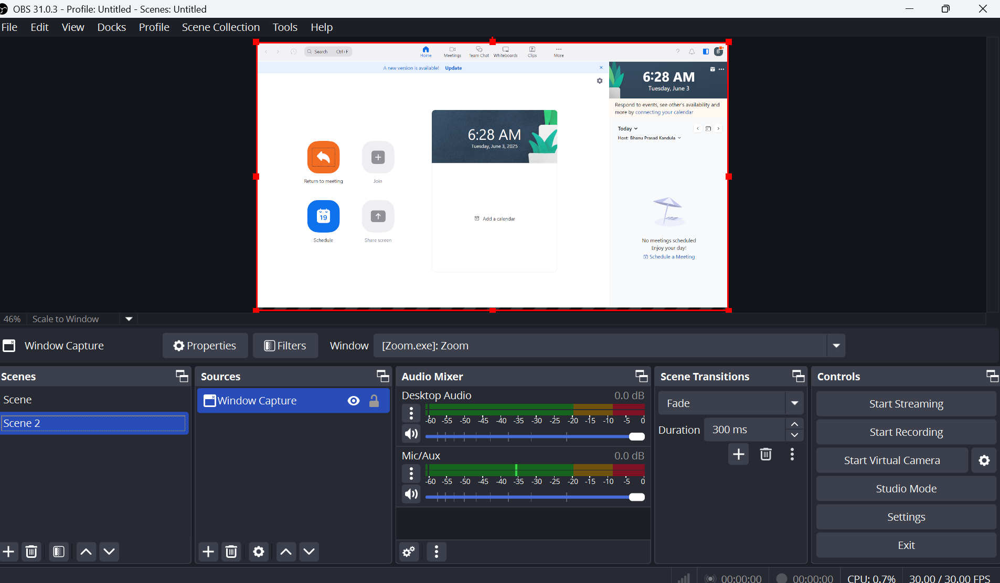 OBS 31.0.3 - Profile: Untitled - Scenes: Untitled
File Edit View Docks Profile Scene Collection Tools Help
Search Ctrl+F
Home Meetings Team Chat Whiteboards Clips More
?
B
A new version is available! Update
6:28 AM
Tuesday, June 3
Respond to events, see other's availability and
more by connecting your calendar
Today
Host: Bhanu Prasad Kandula
6:28 AM
Tuesday, June 3, 2025
Return to meeting
Join
19
Schedule
Share screen
Add a calendar
No meetings scheduled
Enjoy your day!
Schedule a Meeting
46% Scale to Window
Window Capture Properties Filters Window [Zoom.exe]: Zoom
Scenes
Scene
Scene 2
Sources
Window Capture
Audio Mixer
Desktop Audio 0.0 dB
-60 -55 -50 -45 -40 -35 -30 -25 -20 -15 -10 -5 0
Mic/Aux 0.0 dB
-60 -55 -50 -45 -40 -35 -30 -25 -20 -15 -10 -5 0
Scene Transitions
Fade
Duration 300 ms
Controls
Start Streaming
Start Recording
Start Virtual Camera
Studio Mode
Settings
Exit
00:00:00 00:00:00 CPU: 0.7% 30.00 / 30.00 FPS